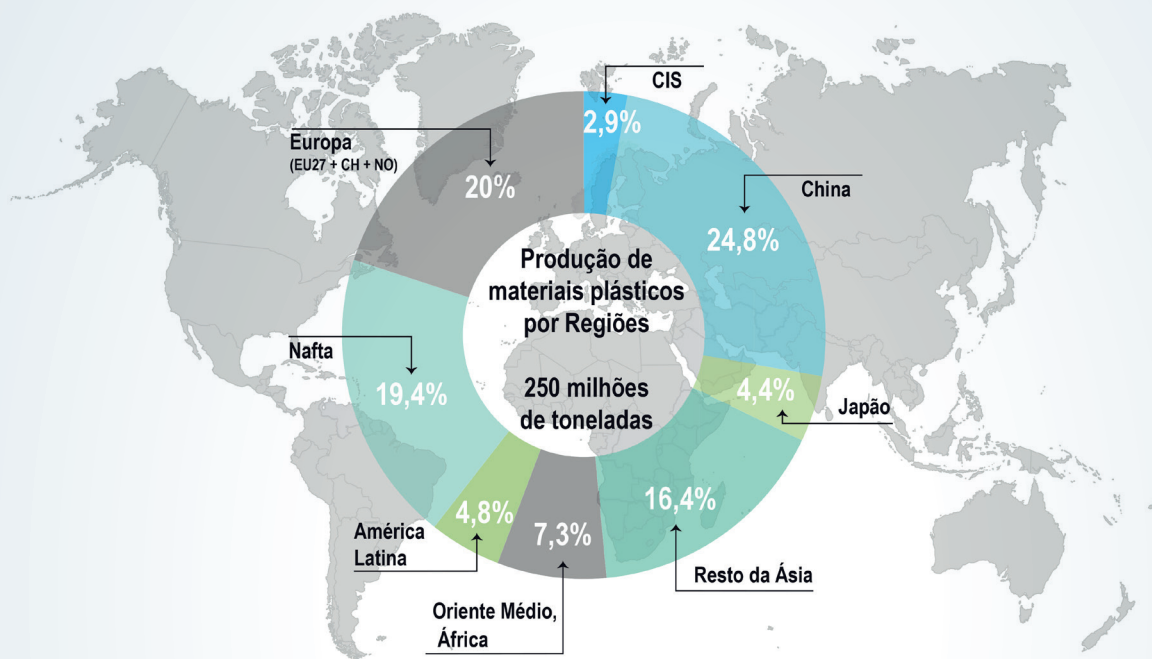 CIS
2,9%
Europa
(EU27 + CH + NO)
20%
China
24,8%
Produção de
materiais plásticos
por Regiões
250 milhões
de toneladas
Nafta
19,4%
4,4%
Japão
16,4%
Resto da Ásia
América
Latina
4,8%
7,3%
Oriente Médio,
África